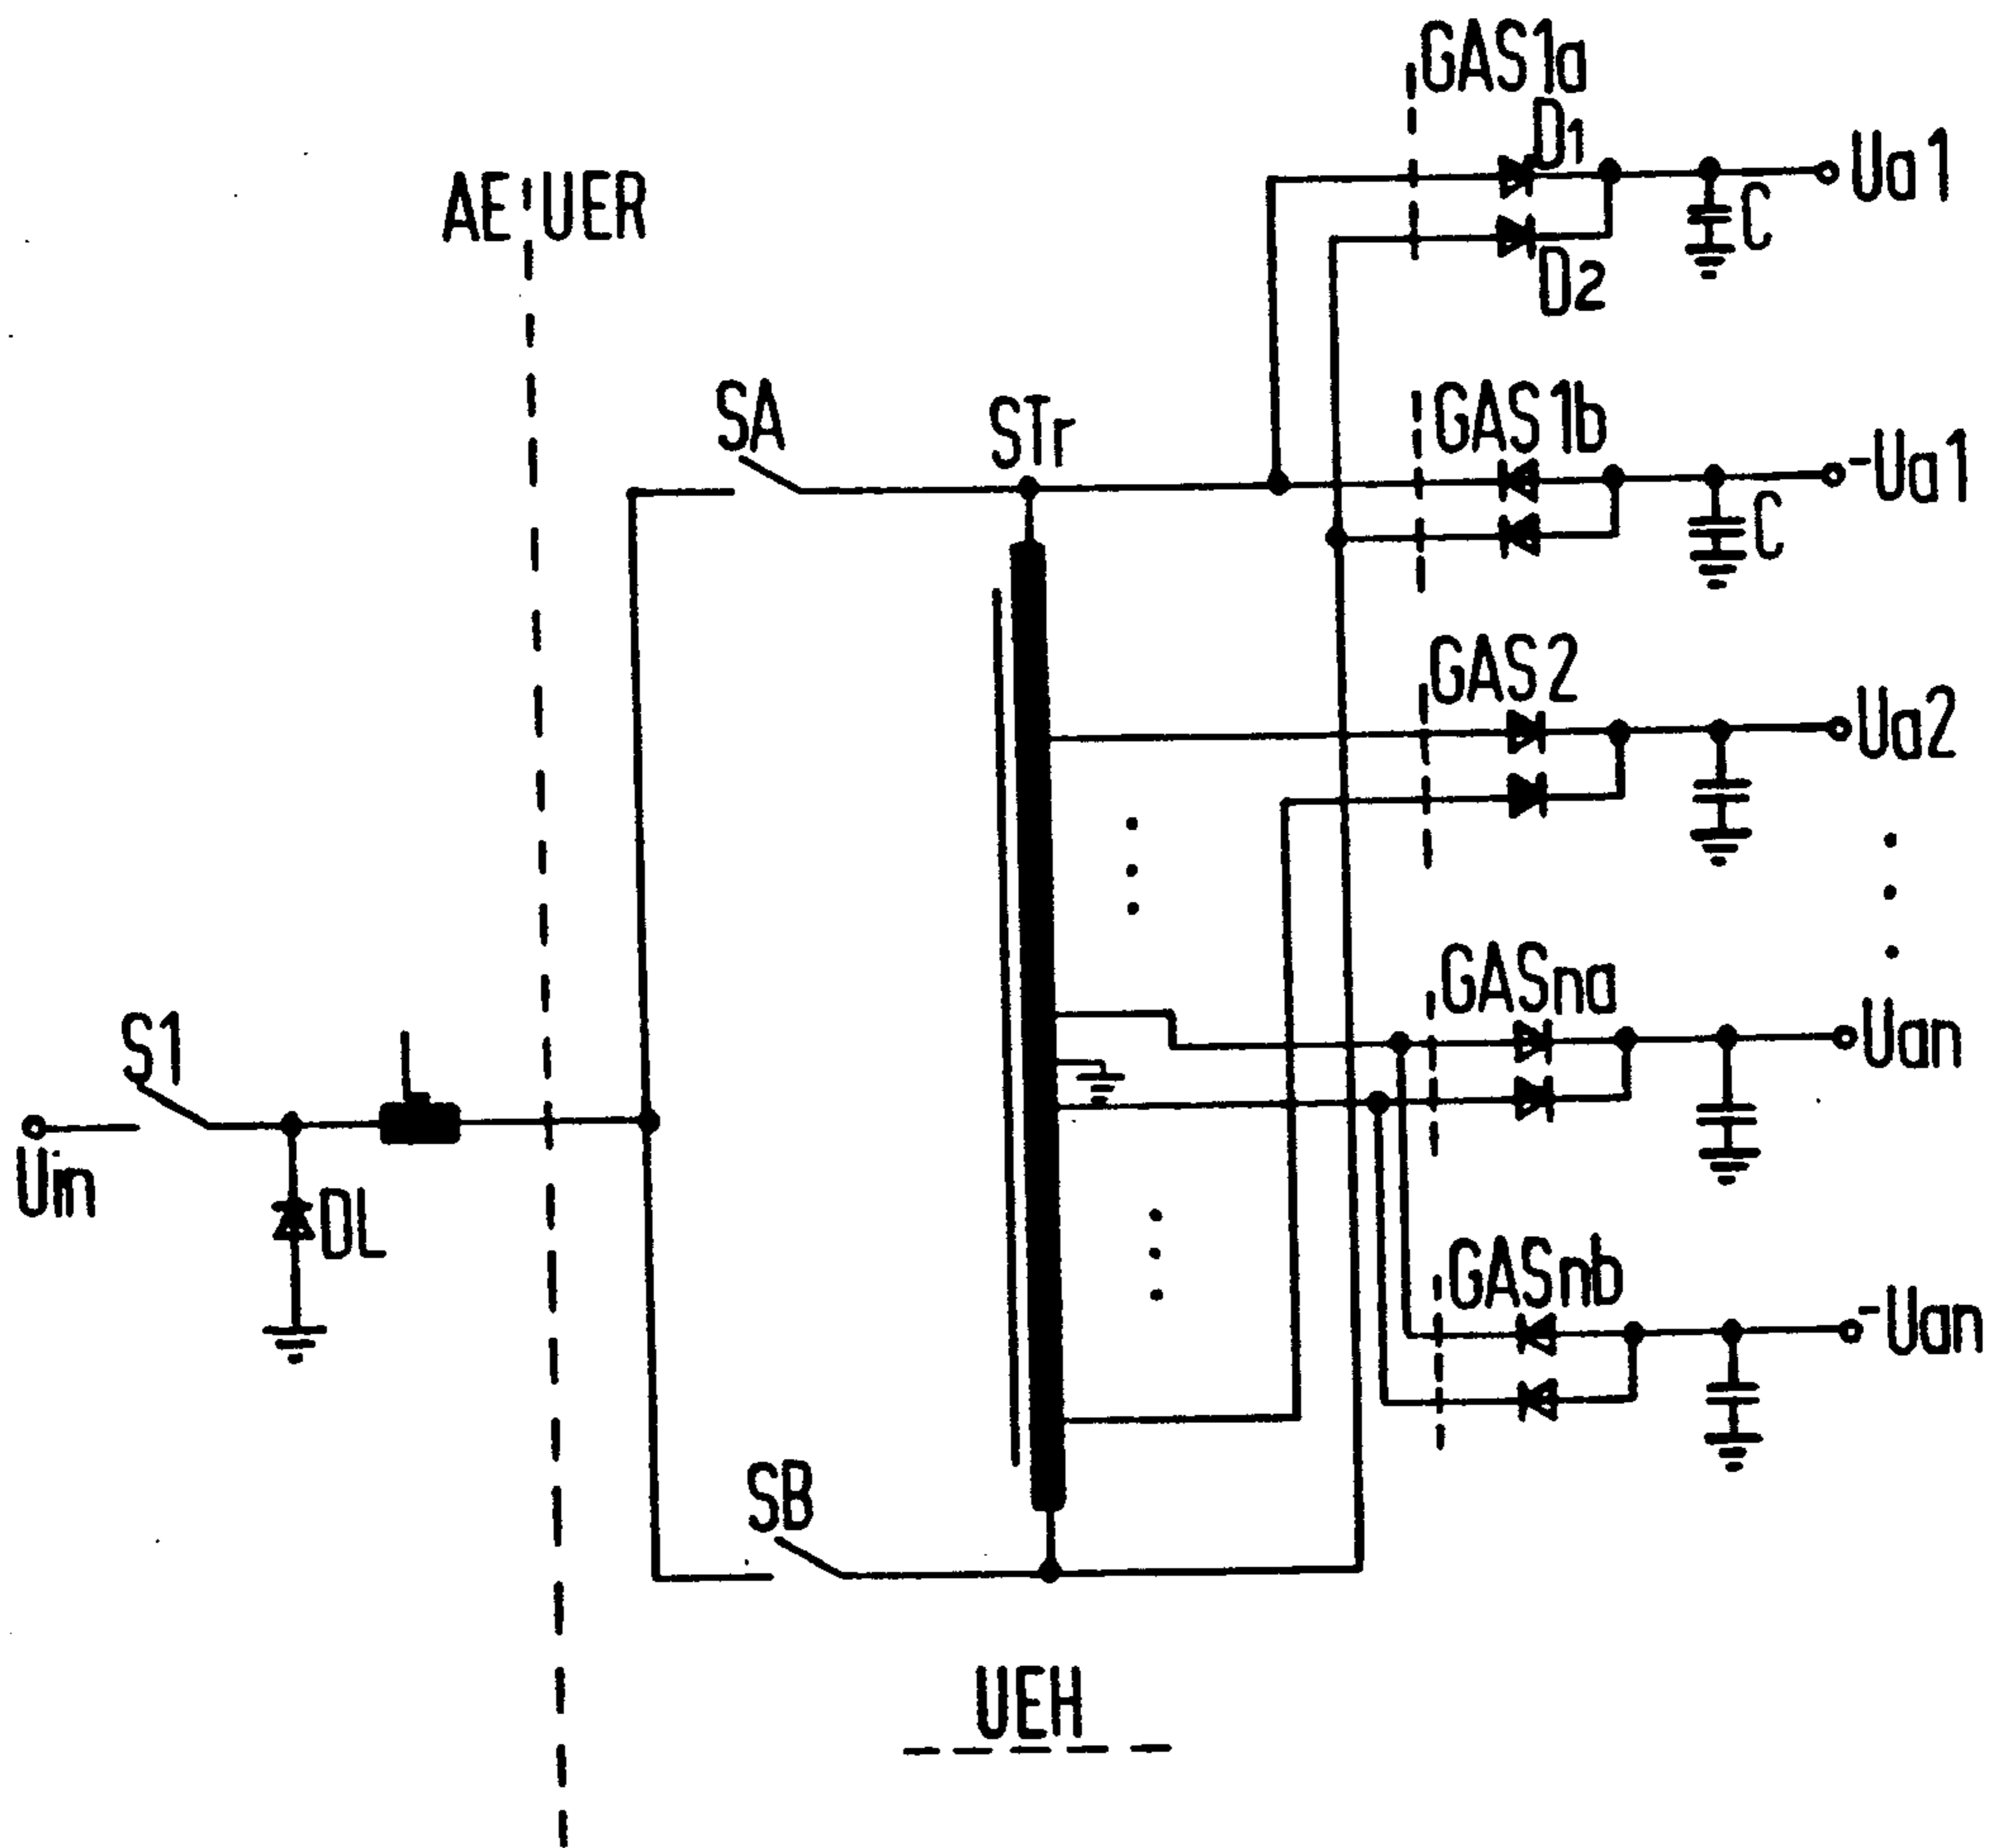 GAS1a
D1
Ua1
AE UER
C
D2
SA
STr
GAS1b
-Ua1
C
GAS2
Ua2
GASna
Uan
S1
L
Uin
DL
GASnb
-Uan
SB
UEH